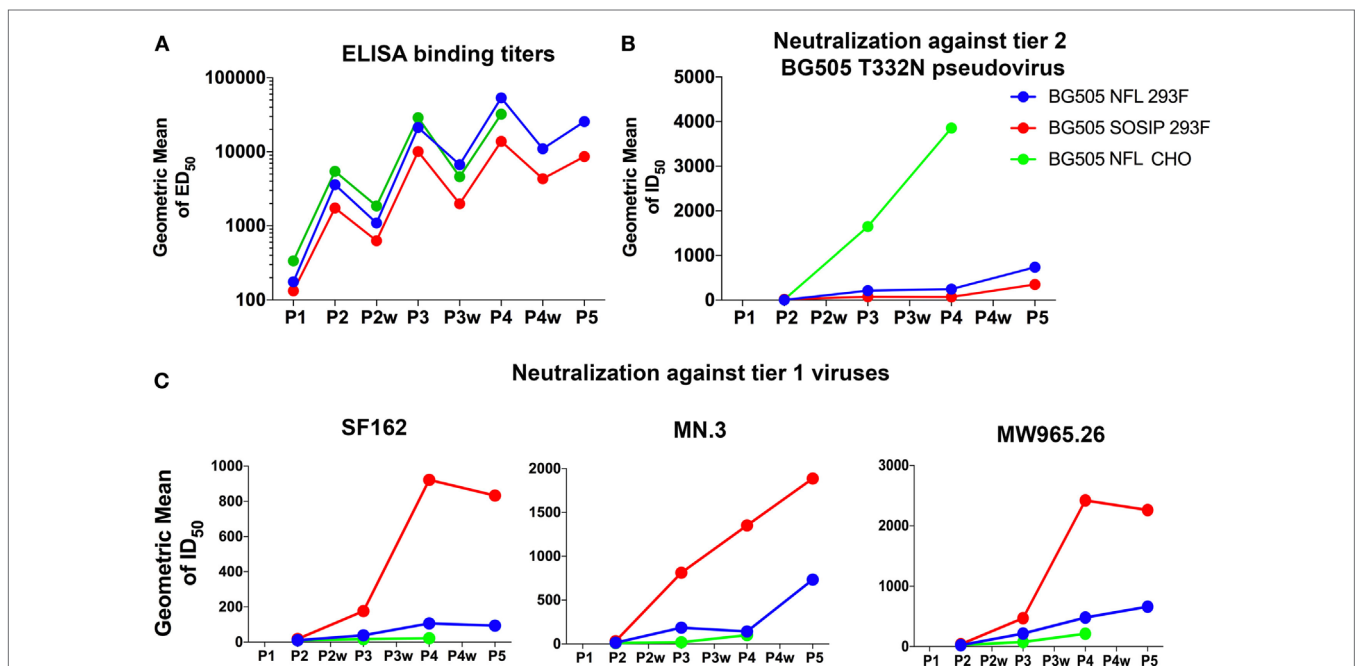 A
ELISA binding titers
Geometric Mean
of ED50
100000
10000
1000
100
P1 P2 P2w P3 P3w P4 P4w P5
B
Neutralization against tier 2
BG505 T332N pseudovirus
Geometric Mean
of ID50
5000
4000
3000
2000
1000
0
P1 P2 P2w P3 P3w P4 P4w P5
BG505 NFL 293F
BG505 SOSIP 293F
BG505 NFL CHO
C
Neutralization against tier 1 viruses
Geometric Mean
of ID50
SF162
1000
800
600
400
200
0
P1 P2 P2w P3 P3w P4 P4w P5
MN.3
2000
1500
1000
500
0
P1 P2 P2w P3 P3w P4 P4w P5
MW965.26
3000
2000
1000
0
P1 P2 P2w P3 P3w P4 P4w P5